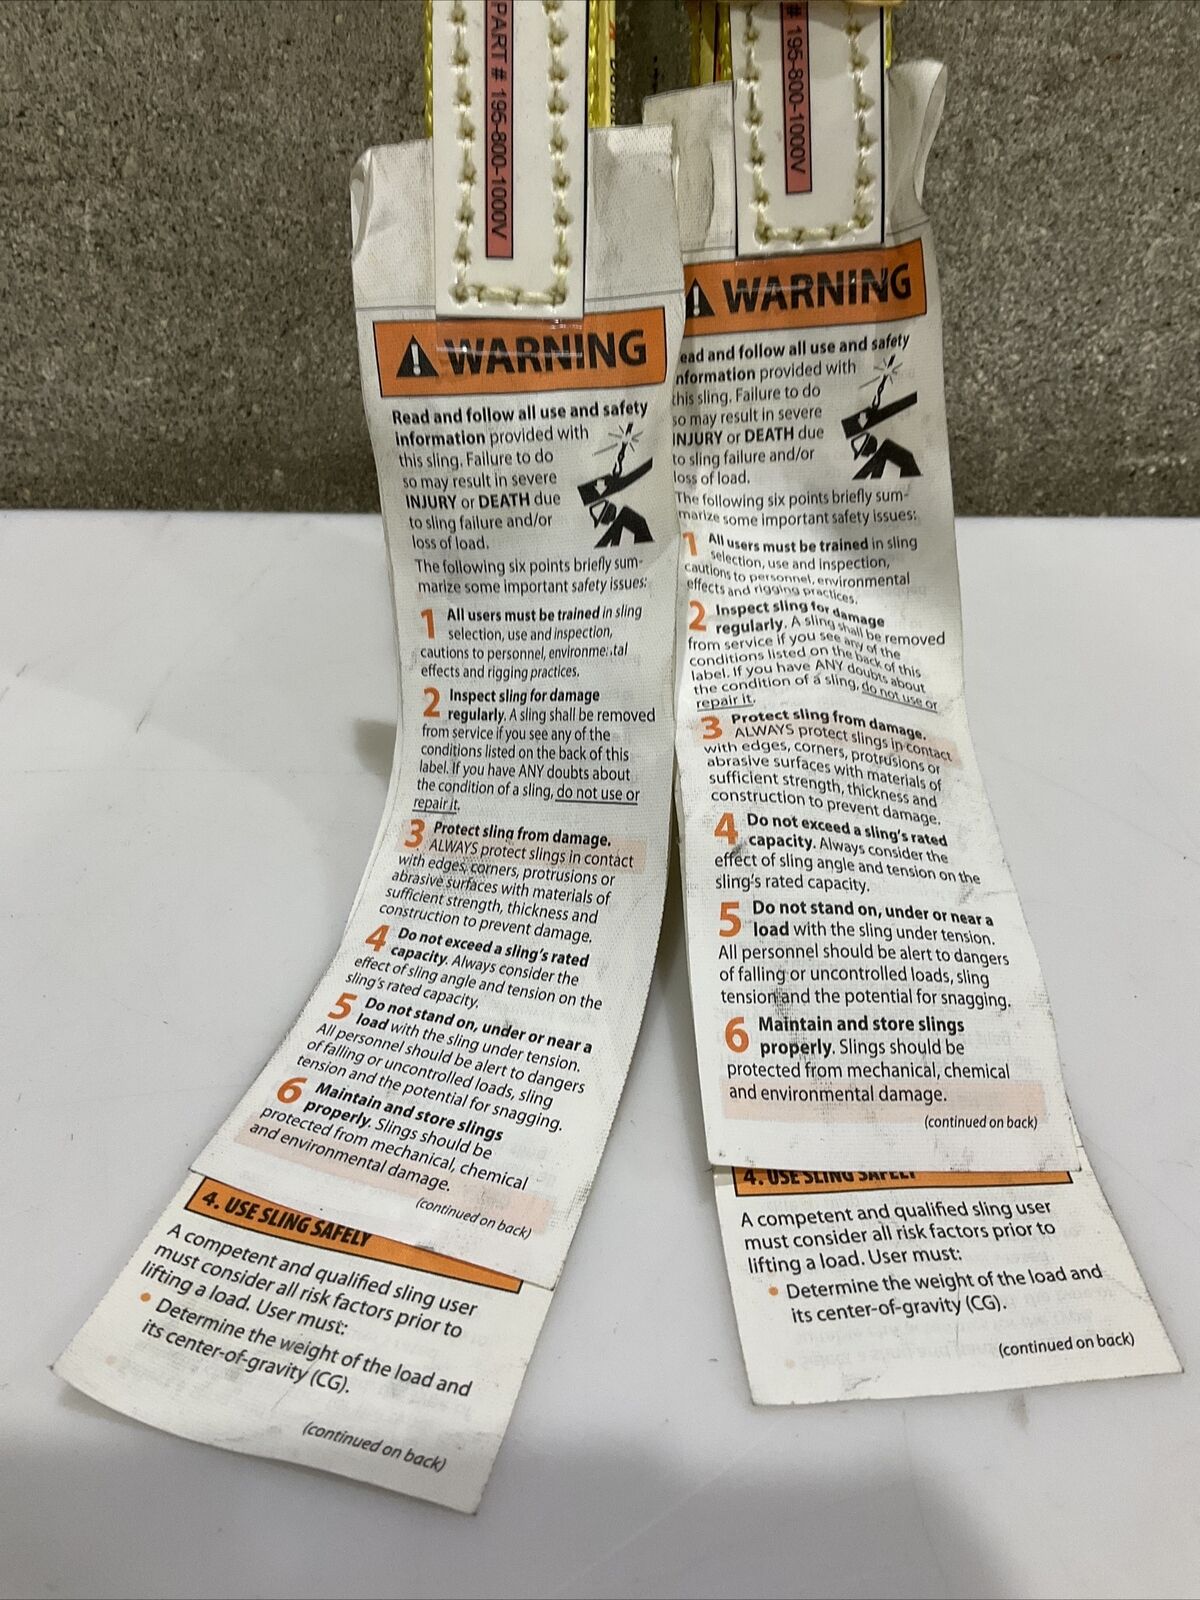 PART # 195-800-1000V
WARNING
Read and follow all use and safety
information provided with
this sling. Failure to do
so may result in severe
INJURY or DEATH due
to sling failure and/or
loss of load.
The following six points briefly sum-
marize some important safety issues:
1 All users must be trained in sling
selection, use and inspection,
cautions to personnel, environme..tal
effects and rigging practices.
2 Inspect sling for damage
regularly. A sling shall be removed
from service if you see any of the
conditions listed on the back of this
label. If you have ANY doubts about
the condition of a sling, do not use or
repair it.
3 Protect sling from damage.
ALWAYS protect slings in contact
with edges, corners, protrusions or
abrasive surfaces with materials of
sufficient strength, thickness and
construction to prevent damage.
4 Do not exceed a sling's rated
capacity. Always consider the
effect of sling angle and tension on the
sling's rated capacity.
5 Do not stand on, under or near a
load with the sling under tension.
All personnel should be alert to dangers
of falling or uncontrolled loads, sling
tension and the potential for snagging.
6 Maintain and store slings
properly. Slings should be
protected from mechanical, chemical
and environmental damage.
(continued on back)
4. USE SLING SAFELY
A competent and qualified sling user
must consider all risk factors prior to
lifting a load. User must:
• Determine the weight of the load and
its center-of-gravity (CG).
(continued on back)
# 195-800-1000V
WARNING
ead and follow all use and safety
nformation provided with
this sling. Failure to do
so may result in severe
INJURY or DEATH due
to sling failure and/or
loss of load.
The following six points briefly sum-
marize some important safety issues:
1 All users must be trained in sling
selection, use and inspection,
cautions to personnel, environmental
effects and rigging practices.
2 Inspect sling for damage
regularly. A sling shall be removed
from service if you see any of the
conditions listed on the back of this
label. If you have ANY doubts about
the condition of a sling, do not use or
repair it.
3 Protect sling from damage.
ALWAYS protect slings in contact
with edges, corners, protrusions or
abrasive surfaces with materials of
sufficient strength, thickness and
construction to prevent damage.
4 Do not exceed a sling's rated
capacity. Always consider the
effect of sling angle and tension on the
sling's rated capacity.
5 Do not stand on, under or near a
load with the sling under tension.
All personnel should be alert to dangers
of falling or uncontrolled loads, sling
tension and the potential for snagging.
6 Maintain and store slings
properly. Slings should be
protected from mechanical, chemical
and environmental damage.
(continued on back)
4. USE SLING SAFELY
A competent and qualified sling user
must consider all risk factors prior to
lifting a load. User must:
• Determine the weight of the load and
its center-of-gravity (CG).
(continued on back)